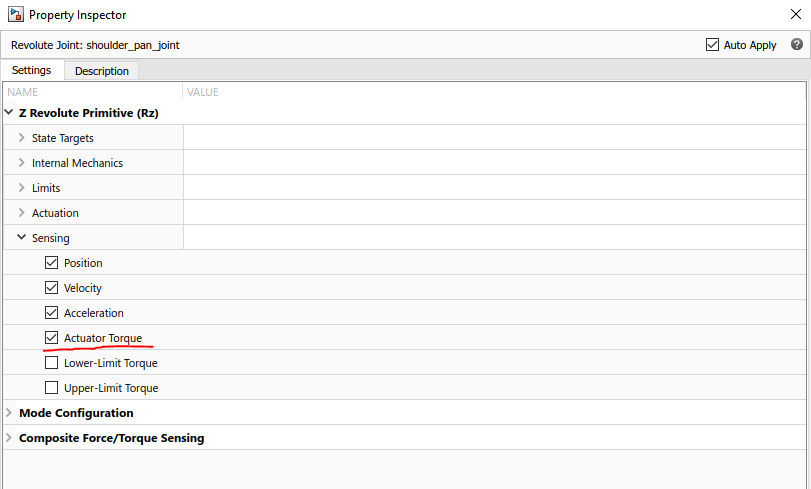 Property Inspector
Revolute Joint: shoulder_pan_joint
Auto Apply
?
Settings
Description
NAME
VALUE
Z Revolute Primitive (Rz)
State Targets
Internal Mechanics
Limits
Actuation
Sensing
Position
Velocity
Acceleration
Actuator Torque
Lower-Limit Torque
Upper-Limit Torque
Mode Configuration
Composite Force/Torque Sensing